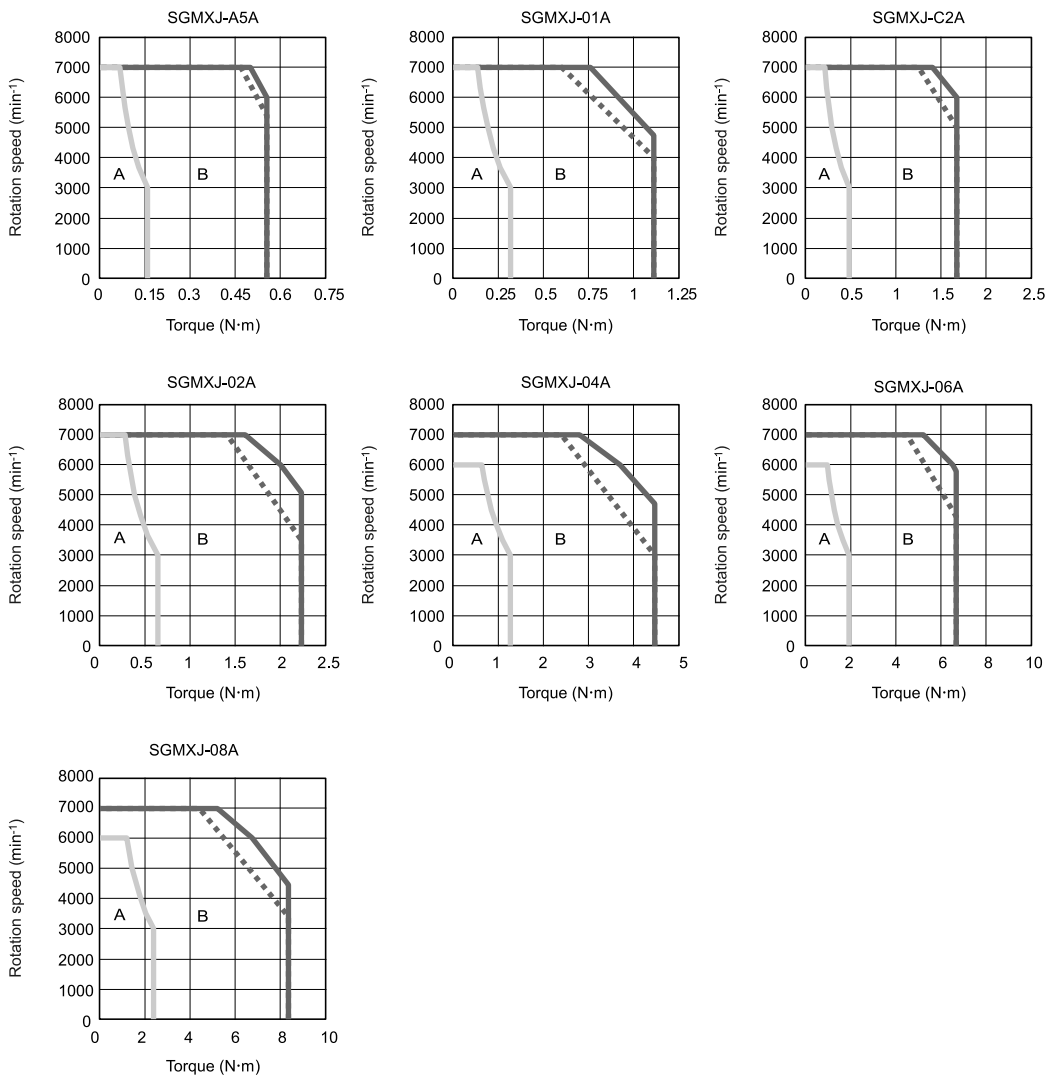 SGMXJ-A5A
Rotation speed (min-1)
8000
7000
6000
5000
4000
3000
2000
1000
0
A
B
0 0.15 0.3 0.45 0.6 0.75
Torque (N·m)
SGMXJ-01A
Rotation speed (min-1)
8000
7000
6000
5000
4000
3000
2000
1000
0
A
B
0 0.25 0.5 0.75 1 1.25
Torque (N·m)
SGMXJ-C2A
Rotation speed (min-1)
8000
7000
6000
5000
4000
3000
2000
1000
0
A
B
0 0.5 1 1.5 2 2.5
Torque (N·m)
SGMXJ-02A
Rotation speed (min-1)
8000
7000
6000
5000
4000
3000
2000
1000
0
A
B
0 0.5 1 1.5 2 2.5
Torque (N·m)
SGMXJ-04A
Rotation speed (min-1)
8000
7000
6000
5000
4000
3000
2000
1000
0
A
B
0 1 2 3 4 5
Torque (N·m)
SGMXJ-06A
Rotation speed (min-1)
8000
7000
6000
5000
4000
3000
2000
1000
0
A
B
0 2 4 6 8 10
Torque (N·m)
SGMXJ-08A
Rotation speed (min-1)
8000
7000
6000
5000
4000
3000
2000
1000
0
A
B
0 2 4 6 8 10
Torque (N·m)